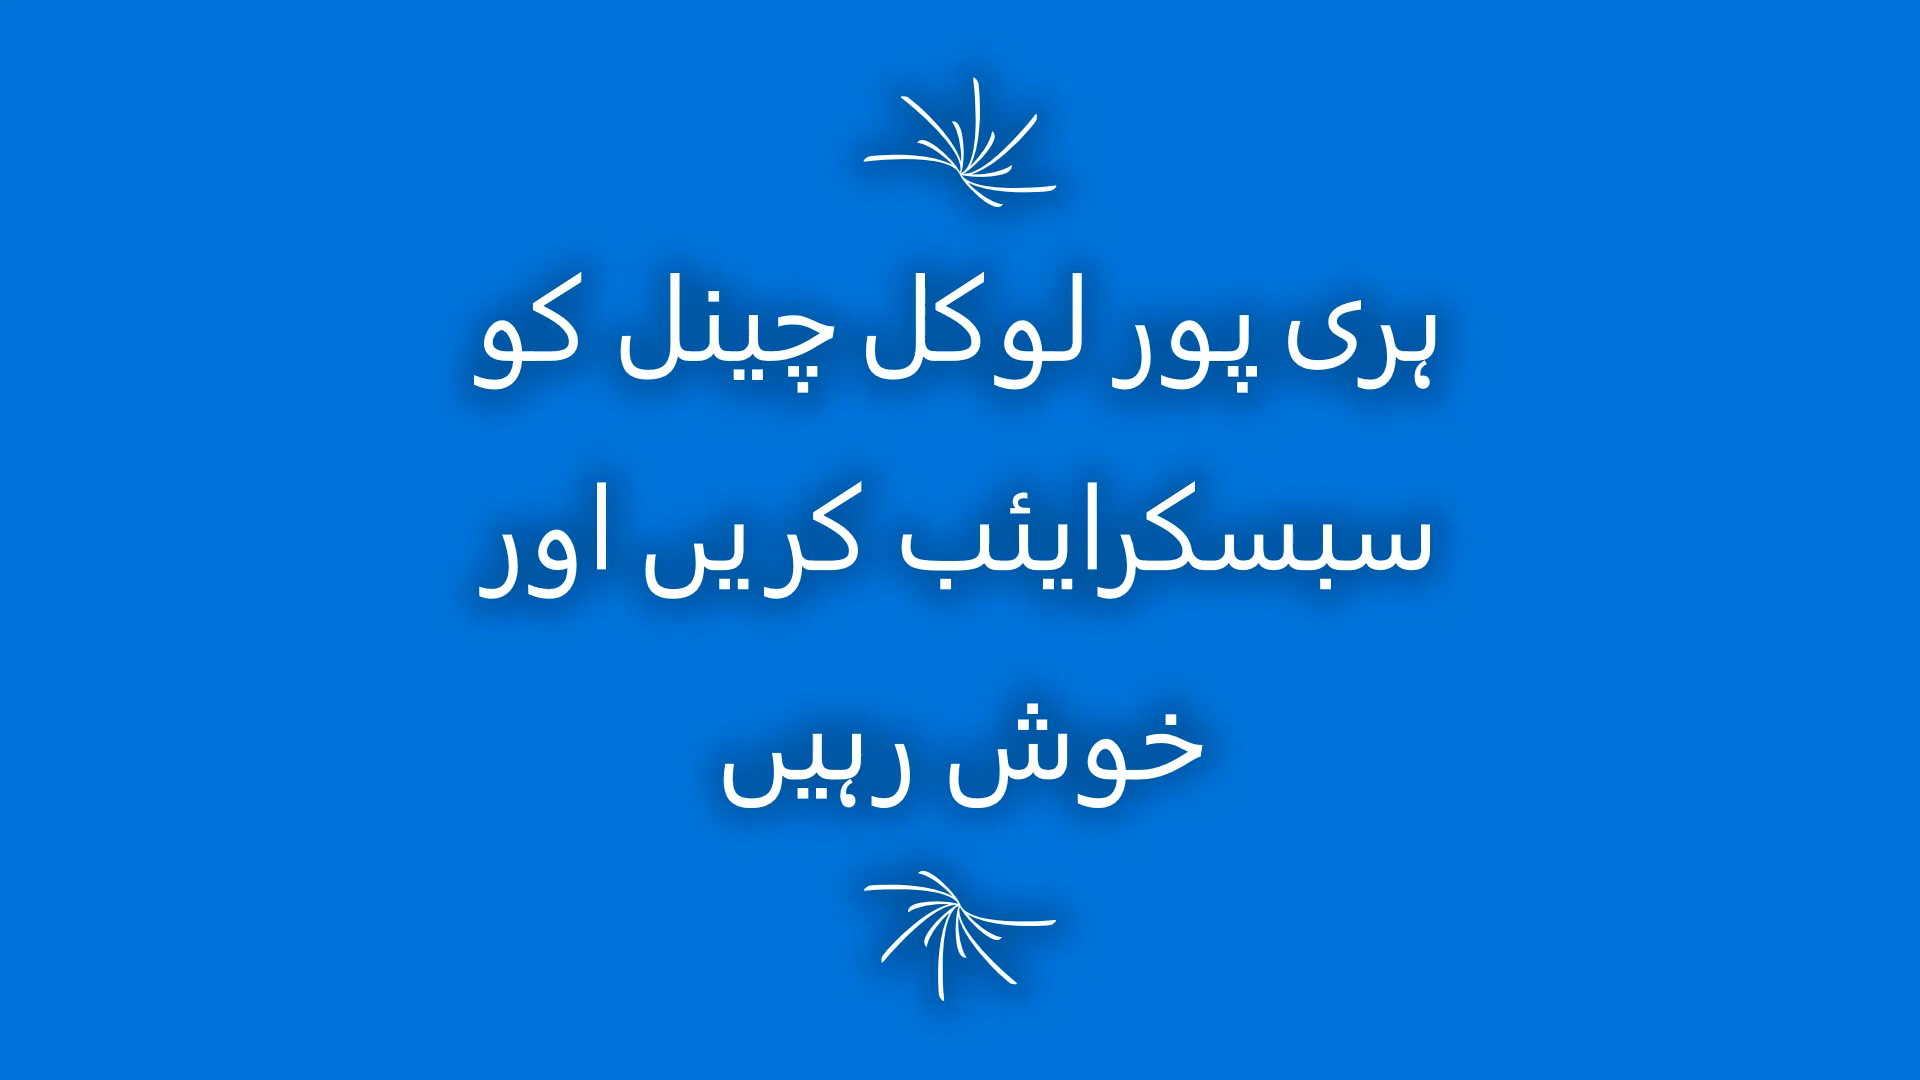 ہری پور لوکل چینل کو
سبسکرایئب کریں اور
خوش رہیں